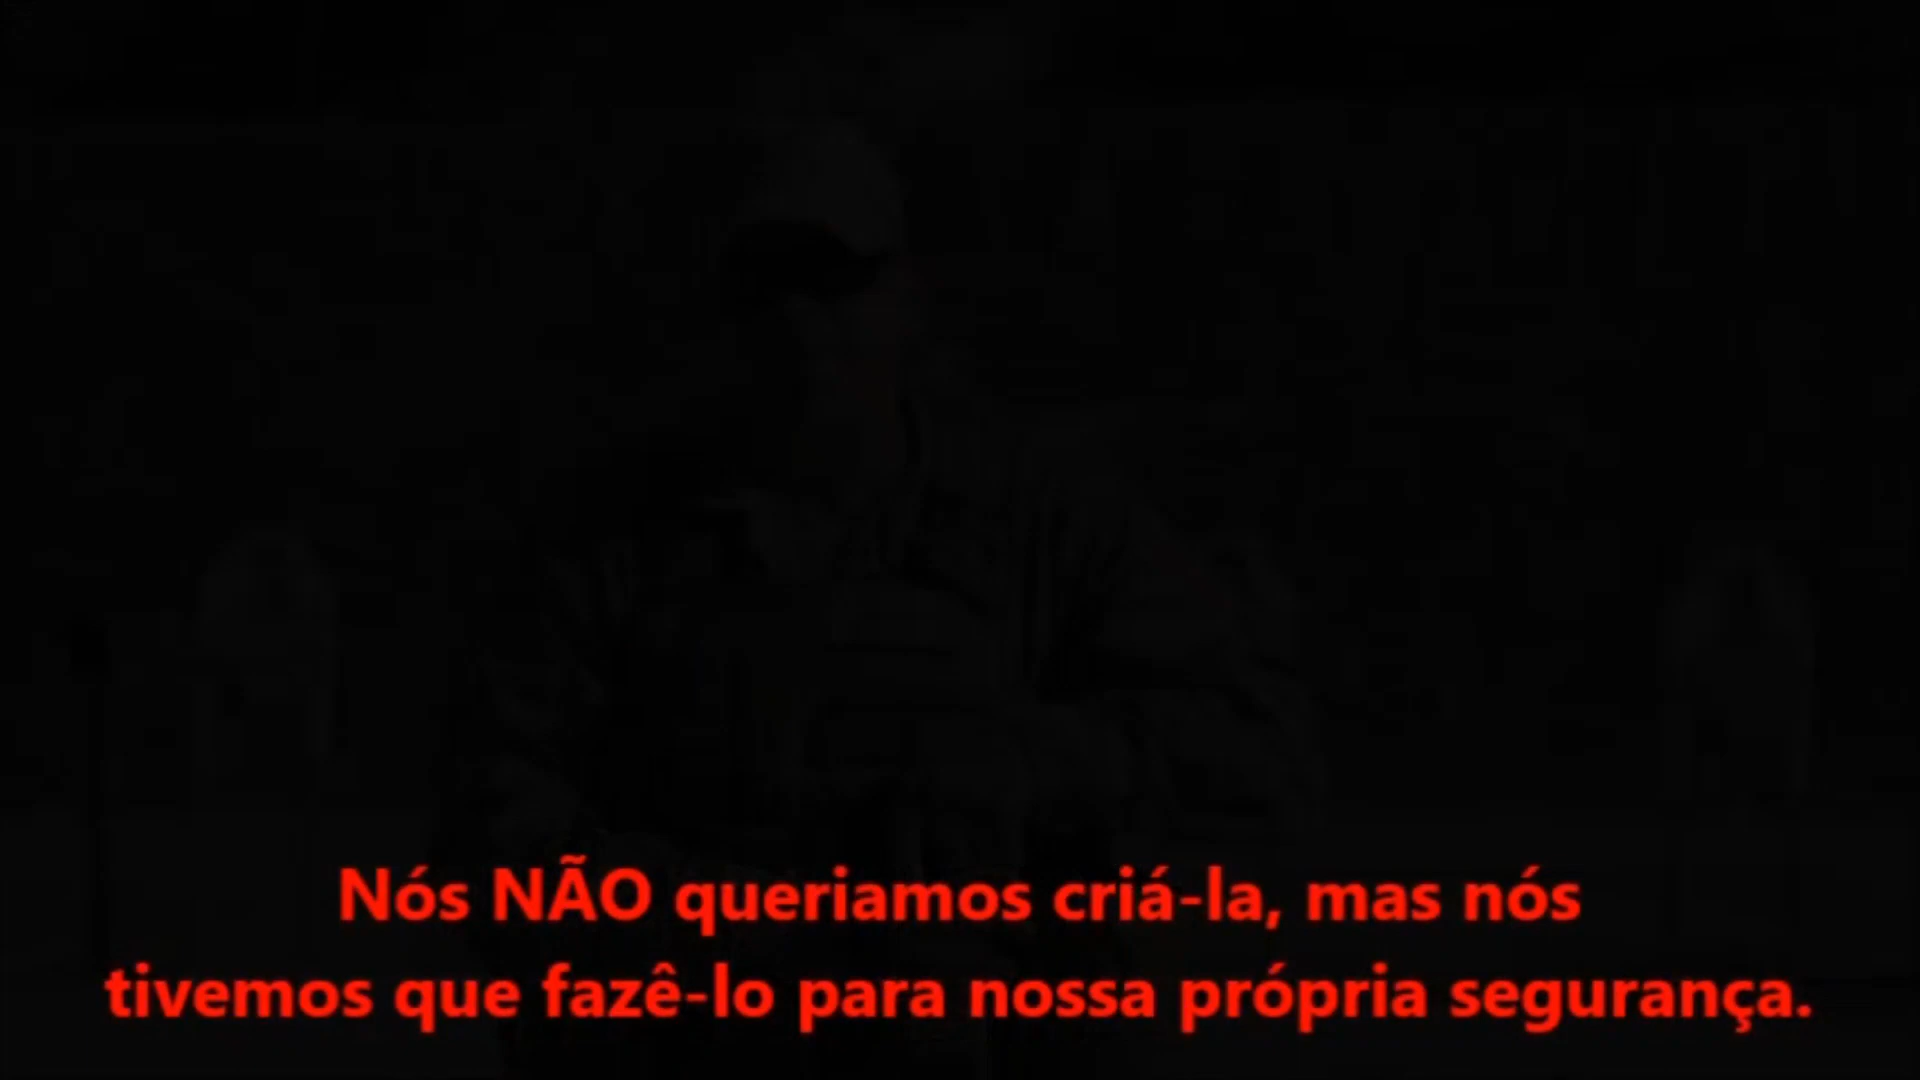 Nós NÃO queriamos criá-la, mas nós
tivemos que fazê-lo para nossa própria segurança.